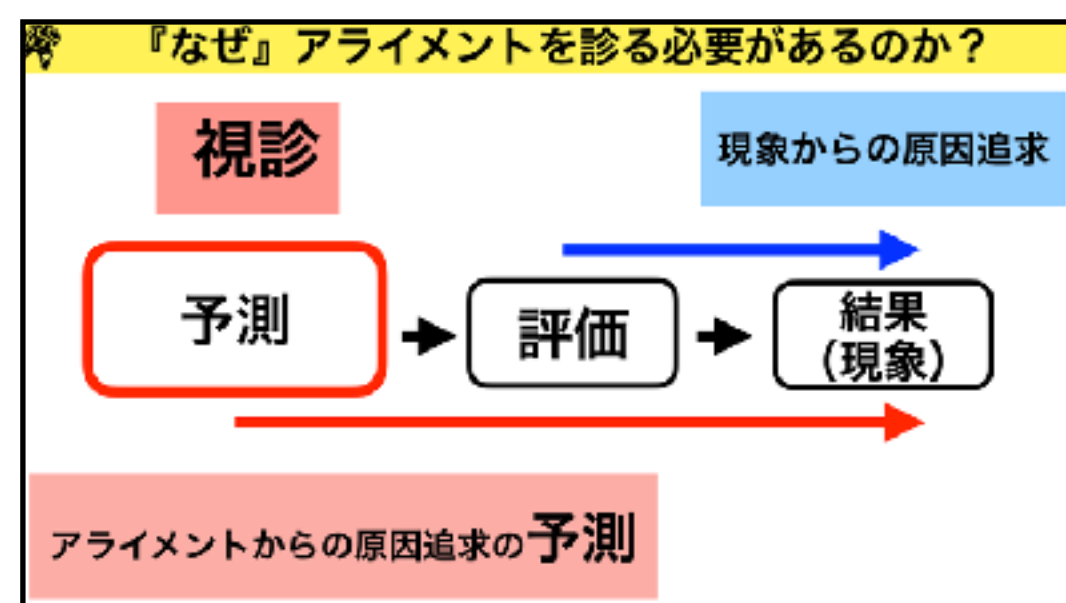 『なぜ』アライメントを診る必要があるのか?
視診
現象からの原因追求
予測
評価
結果
(現象)
アライメントからの原因追求の予測